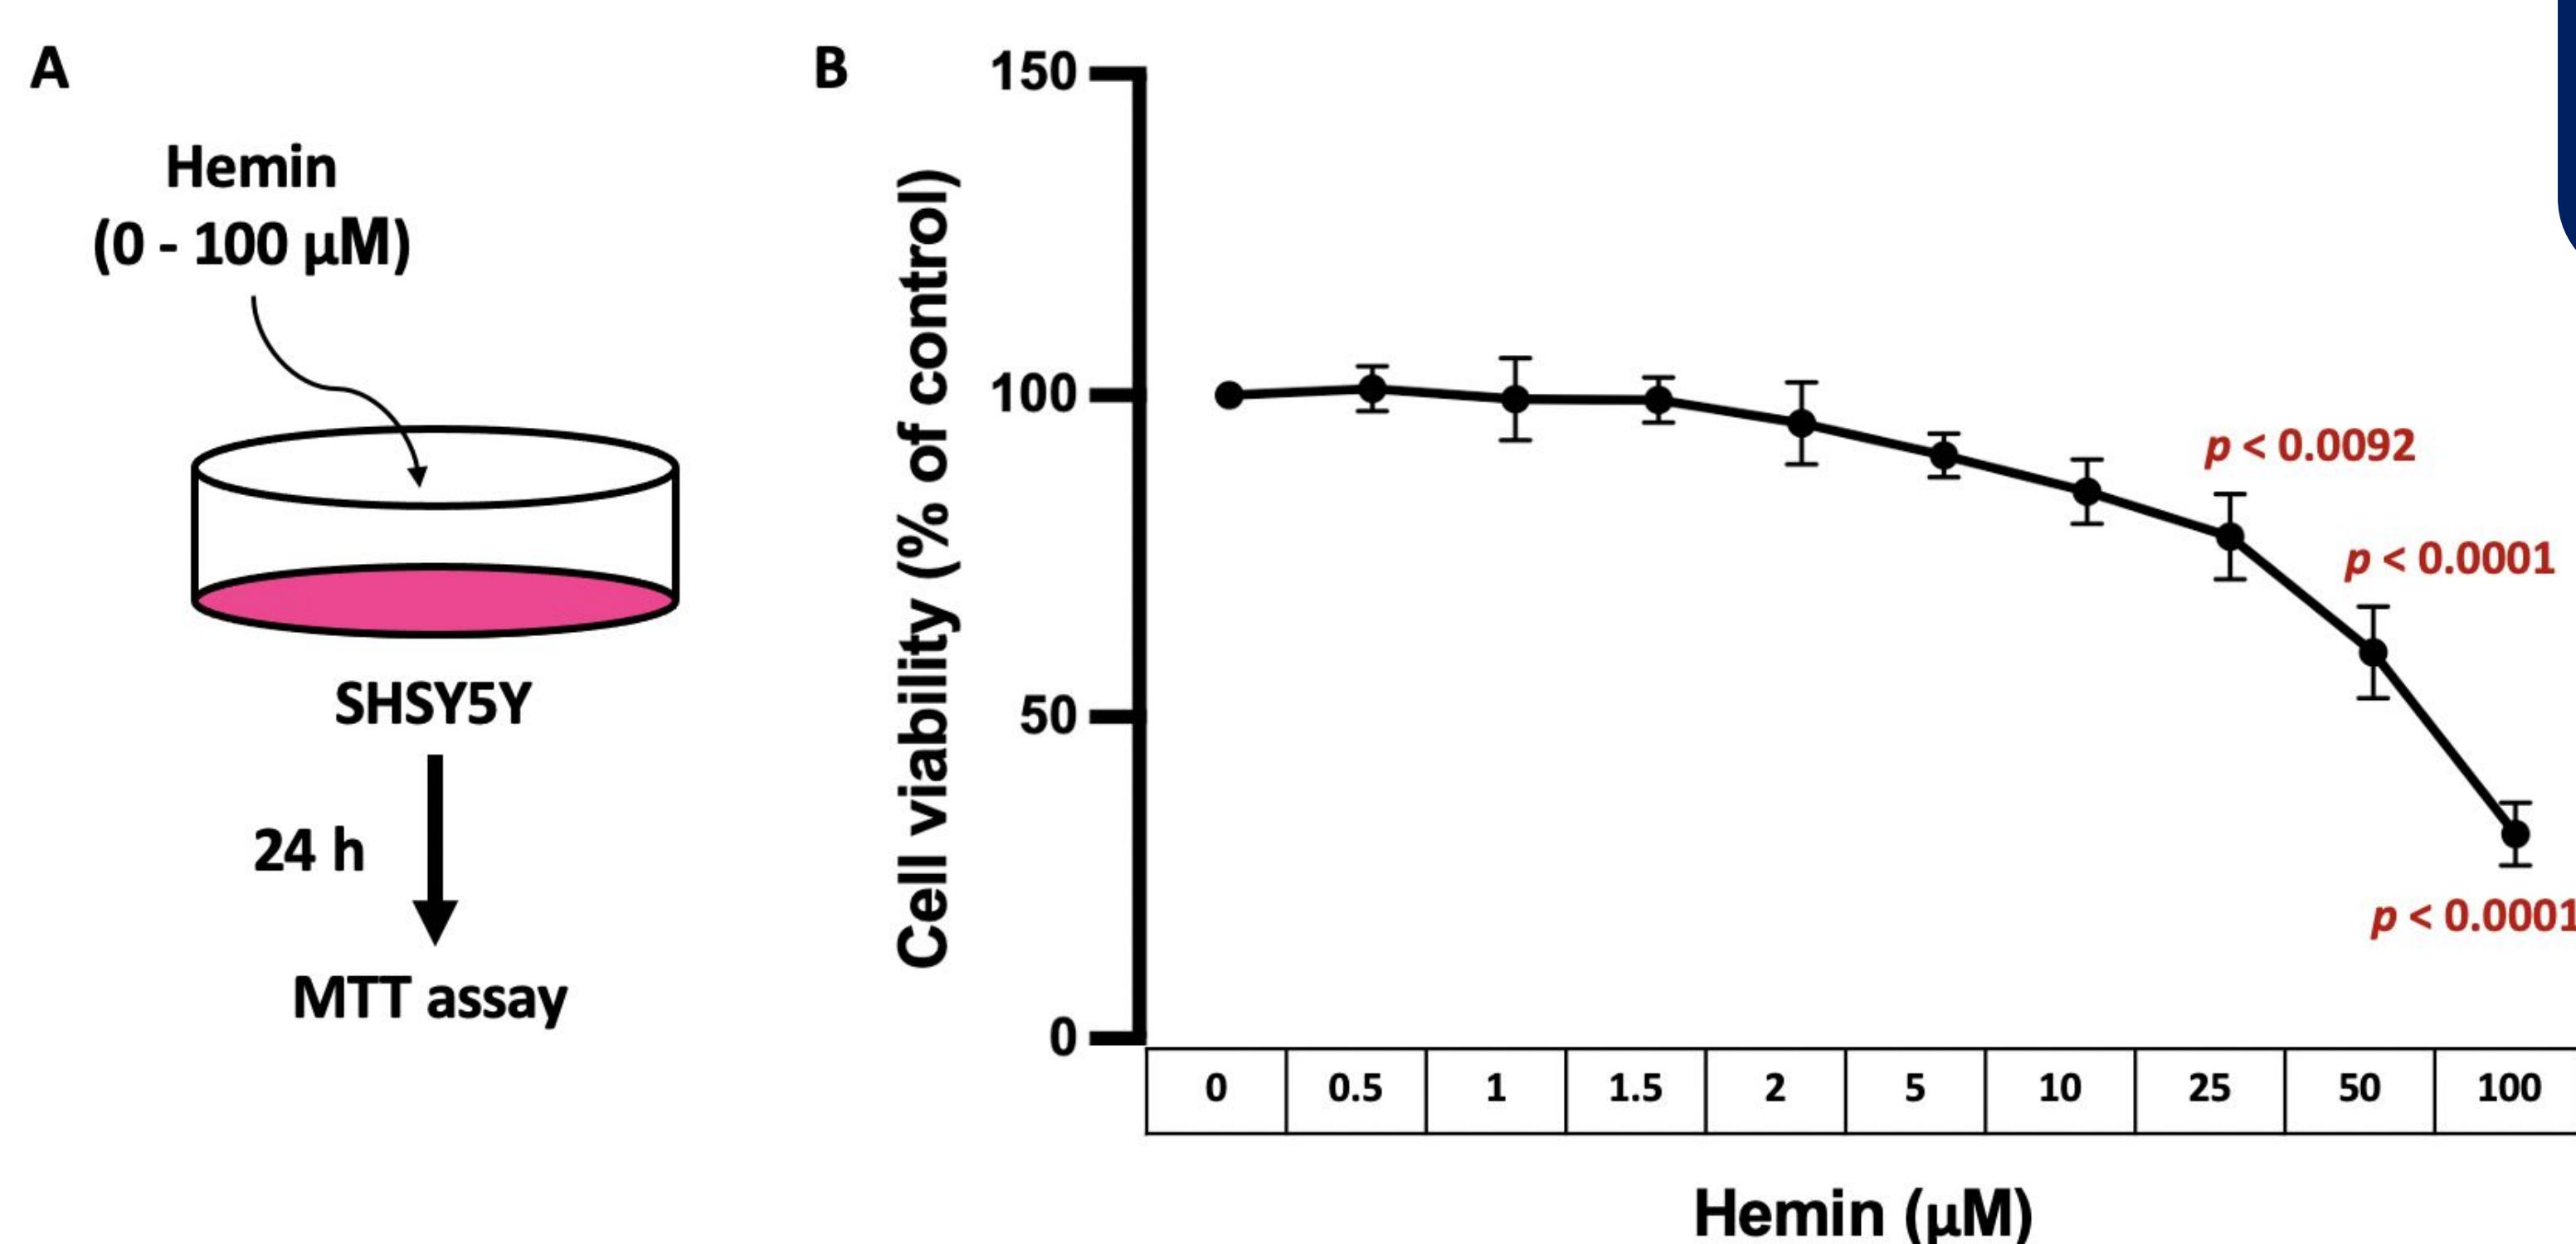 A
Hemin
(0 - 100 µM)
SHSY5Y
24 h
MTT assay
B
Cell viability (% of control)
150
100
50
0
p < 0.0092
p < 0.0001
p < 0.0001
0 0.5 1 1.5 2 5 10 25 50 100
Hemin (µM)